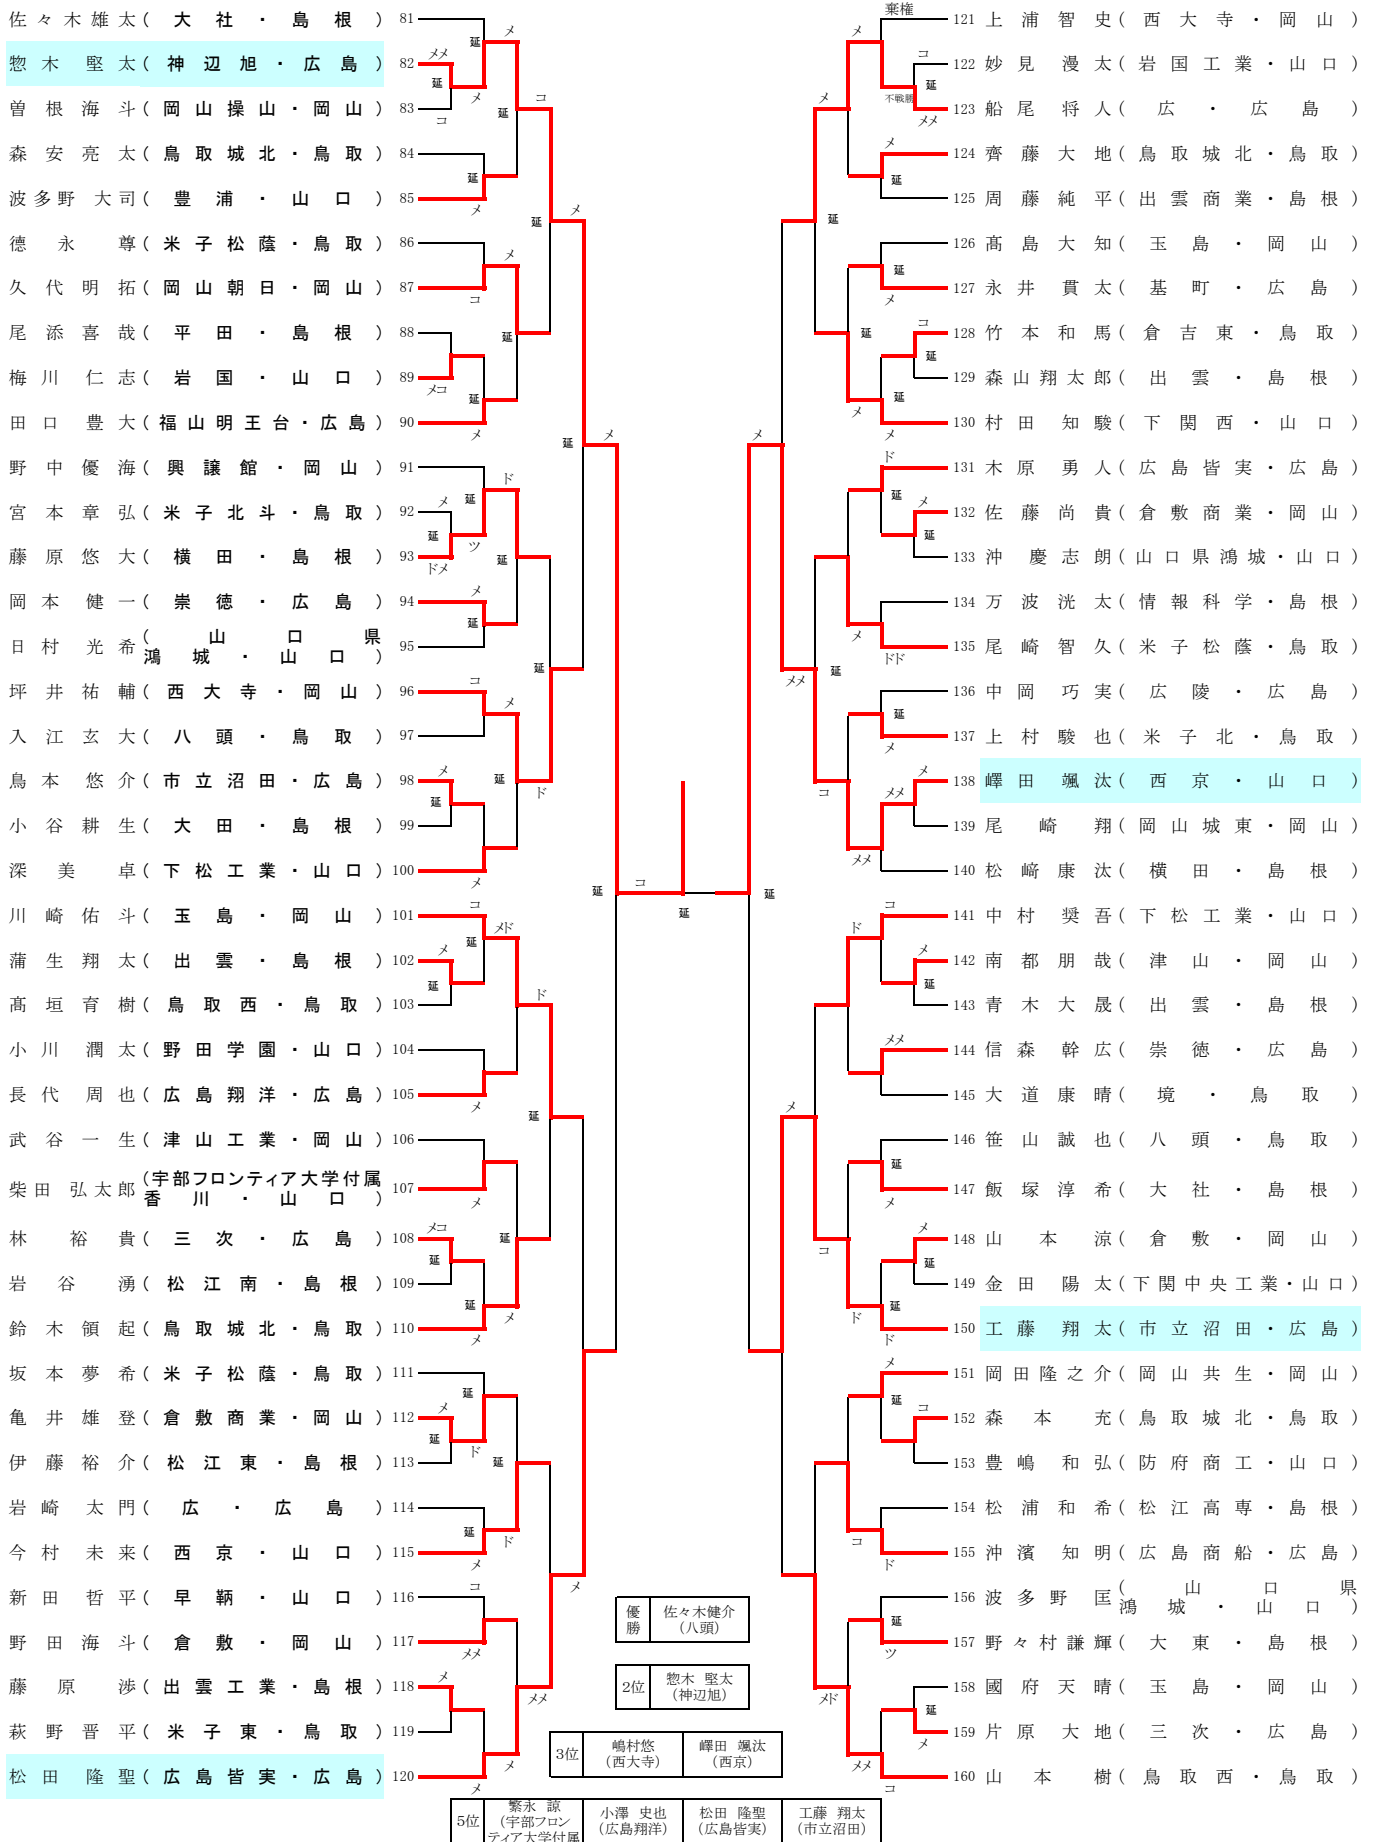 佐々木雄太(大社・島根) 81
惣木堅太(神辺旭・広島) 82
曽根海斗(岡山操山・岡山) 83
森安亮太(鳥取城北・鳥取) 84
波多野大司(豊浦・山口) 85
德永尊(米子松蔭・鳥取) 86
久代明拓(岡山朝日・岡山) 87
尾添喜哉(平田・島根) 88
梅川仁志(岩国・山口) 89
田口豊大(福山明王台・広島) 90
野中優海(興譲館・岡山) 91
宮本章弘(米子北斗・鳥取) 92
藤原悠大(横田・島根) 93
岡本健一(崇徳・広島) 94
日村光希(山口県鴻城・山口) 95
坪井祐輔(西大寺・岡山) 96
入江玄大(八頭・鳥取) 97
鳥本悠介(市立沼田・広島) 98
小谷耕生(大田・島根) 99
深美卓(下松工業・山口) 100
川崎佑斗(玉島・岡山) 101
蒲生翔太(出雲・島根) 102
髙垣育樹(鳥取西・鳥取) 103
小川潤太(野田学園・山口) 104
長代周也(広島翔洋・広島) 105
武谷一生(津山工業・岡山) 106
柴田弘太郎(宇部フロンティア大学付属香川・山口) 107
林裕貴(三次・広島) 108
岩谷湧(松江南・島根) 109
鈴木領起(鳥取城北・鳥取) 110
坂本夢希(米子松蔭・鳥取) 111
亀井雄登(倉敷商業・岡山) 112
伊藤裕介(松江東・島根) 113
岩崎太門(広・広島) 114
今村未来(西京・山口) 115
新田哲平(早鞆・山口) 116
野田海斗(倉敷・岡山) 117
藤原渉(出雲工業・島根) 118
萩野晋平(米子東・鳥取) 119
松田隆聖(広島皆実・広島) 120
棄権
121 上浦智史(西大寺・岡山)
122 妙見漫太(岩国工業・山口)
不戦勝
123 船尾将人(広・広島)
124 齊藤大地(鳥取城北・鳥取)
125 周藤純平(出雲商業・島根)
126 髙島大知(玉島・岡山)
127 永井貫太(基町・広島)
128 竹本和馬(倉吉東・鳥取)
129 森山翔太郎(出雲・島根)
130 村田知駿(下関西・山口)
131 木原勇人(広島皆実・広島)
132 佐藤尚貴(倉敷商業・岡山)
133 沖慶志朗(山口県鴻城・山口)
134 万波洸太(情報科学・島根)
135 尾崎智久(米子松蔭・鳥取)
136 中岡巧実(広陵・広島)
137 上村駿也(米子北・鳥取)
138 嶧田颯汰(西京・山口)
139 尾崎翔(岡山城東・岡山)
140 松﨑康汰(横田・島根)
141 中村奨吾(下松工業・山口)
142 南都朋哉(津山・岡山)
143 青木大晟(出雲・島根)
144 信森幹広(崇徳・広島)
145 大道康晴(境・鳥取)
146 笹山誠也(八頭・鳥取)
147 飯塚淳希(大社・島根)
148 山本涼(倉敷・岡山)
149 金田陽太(下関中央工業・山口)
150 工藤翔太(市立沼田・広島)
151 岡田隆之介(岡山共生・岡山)
152 森本充(鳥取城北・鳥取)
153 豊嶋和弘(防府商工・山口)
154 松浦和希(松江高専・島根)
155 沖濱知明(広島商船・広島)
156 波多野匡(山口県鴻城・山口)
157 野々村謙輝(大東・島根)
158 國府天晴(玉島・岡山)
159 片原大地(三次・広島)
160 山本樹(鳥取西・鳥取)
優勝 佐々木健介(八頭)
2位 惣木 堅太(神辺旭)
3位 嶋村悠(西大寺) 嶧田 颯汰(西京)
5位 繁永 諒(宇部フロンティア大学付属 小澤 史也(広島翔洋) 松田 隆聖(広島皆実) 工藤 翔太(市立沼田)